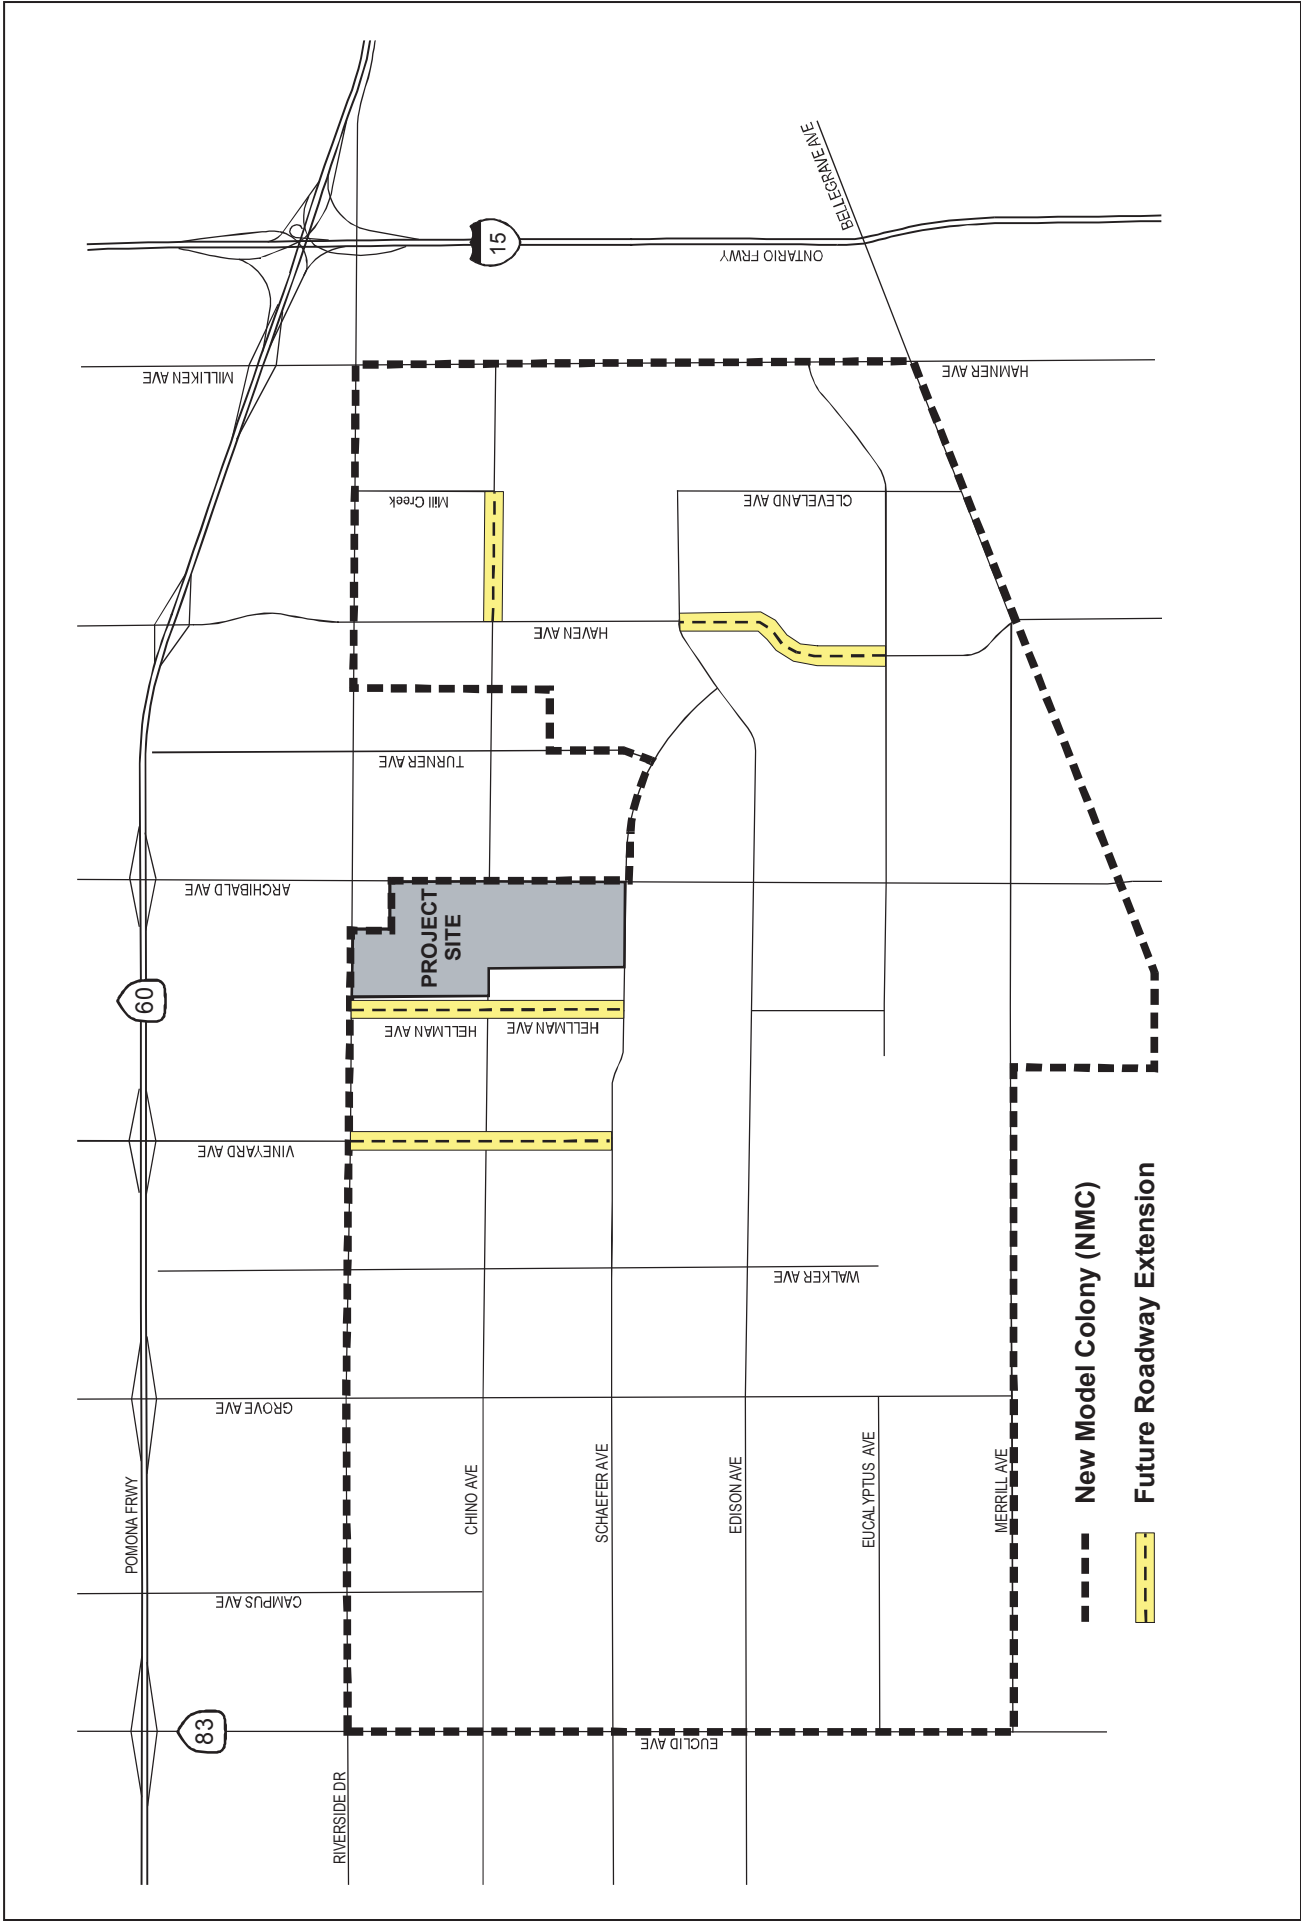 POMONA FRWY
60
83
15
ONTARIO FRWY
BELLEGRAVE AVE
EUCLID AVE
CAMPUS AVE
GROVE AVE
WALKER AVE
VINEYARD AVE
HELLMAN AVE
HELLMAN AVE
ARCHIBALD AVE
TURNER AVE
HAVEN AVE
Mill Creek
CLEVELAND AVE
MILLIKEN AVE
HAMNER AVE
RIVERSIDE DR
CHINO AVE
SCHAEFER AVE
EDISON AVE
EUCALYPTUS AVE
MERRILL AVE
PROJECT
SITE
New Model Colony (NMC)
Future Roadway Extension